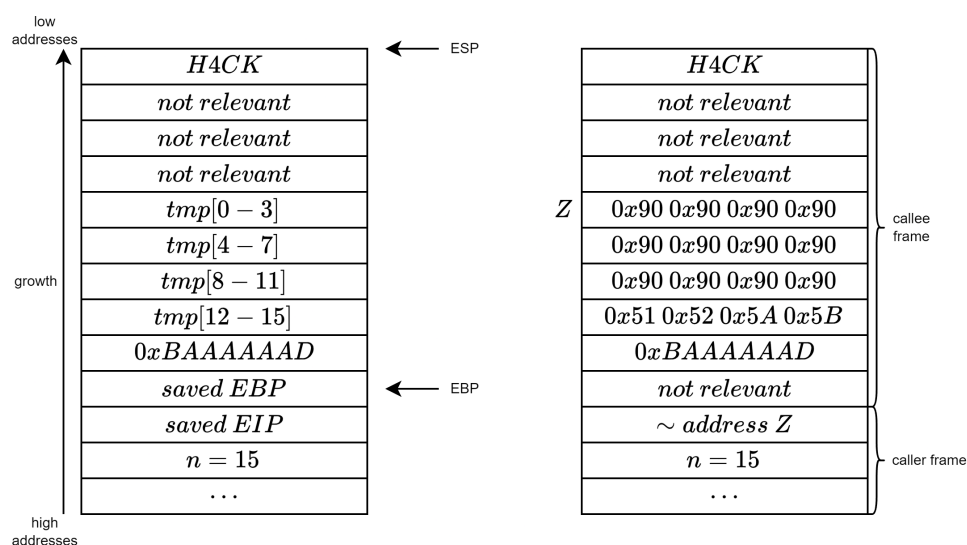 low
addresses
ESP
H4CK
not relevant
not relevant
not relevant
tmp[0 − 3]
tmp[4 − 7]
tmp[8 − 11]
tmp[12 − 15]
0xBAAAAAAD
saved EBP
EBP
saved EIP
n = 15
. . .
growth
high
addresses
H4CK
not relevant
not relevant
not relevant
Z 0x90 0x90 0x90 0x90
0x90 0x90 0x90 0x90
0x90 0x90 0x90 0x90
0x51 0x52 0x5A 0x5B
0xBAAAAAAD
not relevant
∼ address Z
n = 15
. . .
callee
frame
caller frame